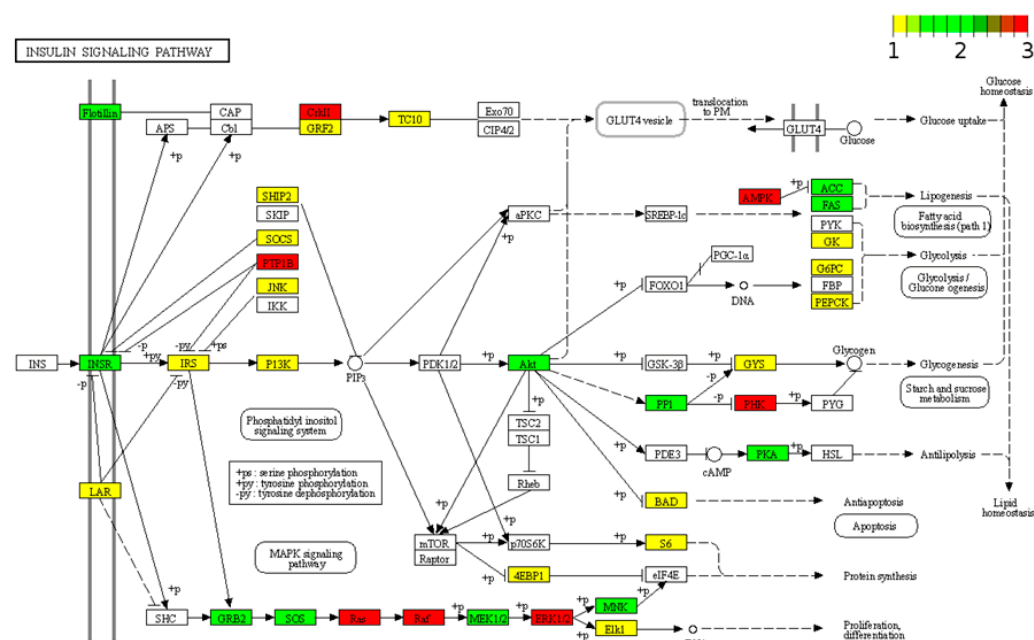 1 2 3
INSULIN SIGNALING PATHWAY
Glucose
homeostasis
Flotillin
CAP
Cbl
APS
CrkII
GRF2
TC10
Exo70
CIP4/2
GLUT4 vesicle
translocation
to PM
GLUT4
Glucose
Glucose uptake
+p
+p
SHIP2
SKIP
SOCS
PTP1B
JNK
IKK
aPKC
+p
SREBP-1c
AMPK
+p
ACC
FAS
PYK
GK
Lipogenesis
Fatty acid
biosynthesis (path 1)
Glycolysis
Glycolysis /
Glucone ogenesis
+p
FOXO1
PGC-1α
DNA
G6PC
FBP
PEPCK
INS
INSR
-p
+py
-py
+ps
IRS
P13K
PIP3
PDK1/2
+p
Akt
+p
GSK-3β
+p
GYS
Glycogen
Glycogenesis
Starch and sucrose
metabolism
-p
-py
-p
PP1
-p
PHK
+p
PYG
Phosphatidyl inositol
signaling system
+p
TSC2
TSC1
+p
PDE3
cAMP
PKA
+p
HSL
Antilipolysis
+ps : serine phosphorylation
+py : tyrosine phosphorylation
-py : tyrosine dephosphorylation
LAR
Rheb
+p
+p
+p
BAD
Antiapoptosis
Apoptosis
Lipid
homeostasis
MAPK signaling
pathway
mTOR
Raptor
+p
p70S6K
+p
S6
+p
4EBP1
eIF4E
Protein synthesis
+p
SHC
GRB2
SOS
Ras
Raf
+p
MEK1/2
+p
ERK1/2
+p
MNK
+p
+p
Elk1
Proliferation,
differentiation